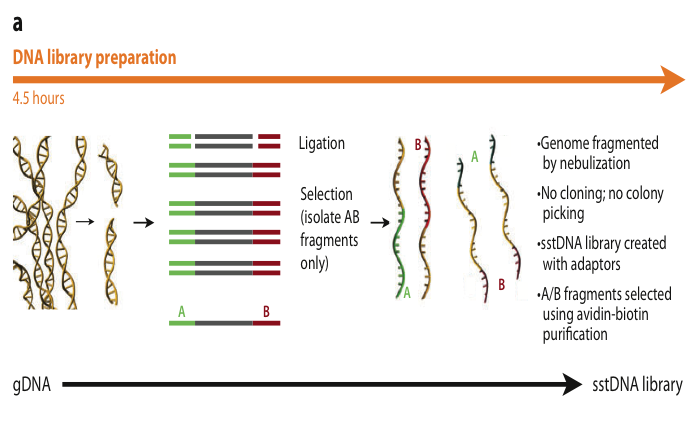 a
DNA library preparation
4.5 hours
Ligation
Selection
(isolate AB
fragments
only)
A
B
B
A
A
B
•Genome fragmented
by nebulization
•No cloning; no colony
picking
•sstDNA library created
with adaptors
•A/B fragments selected
using avidin-biotin
purification
gDNA
sstDNA library